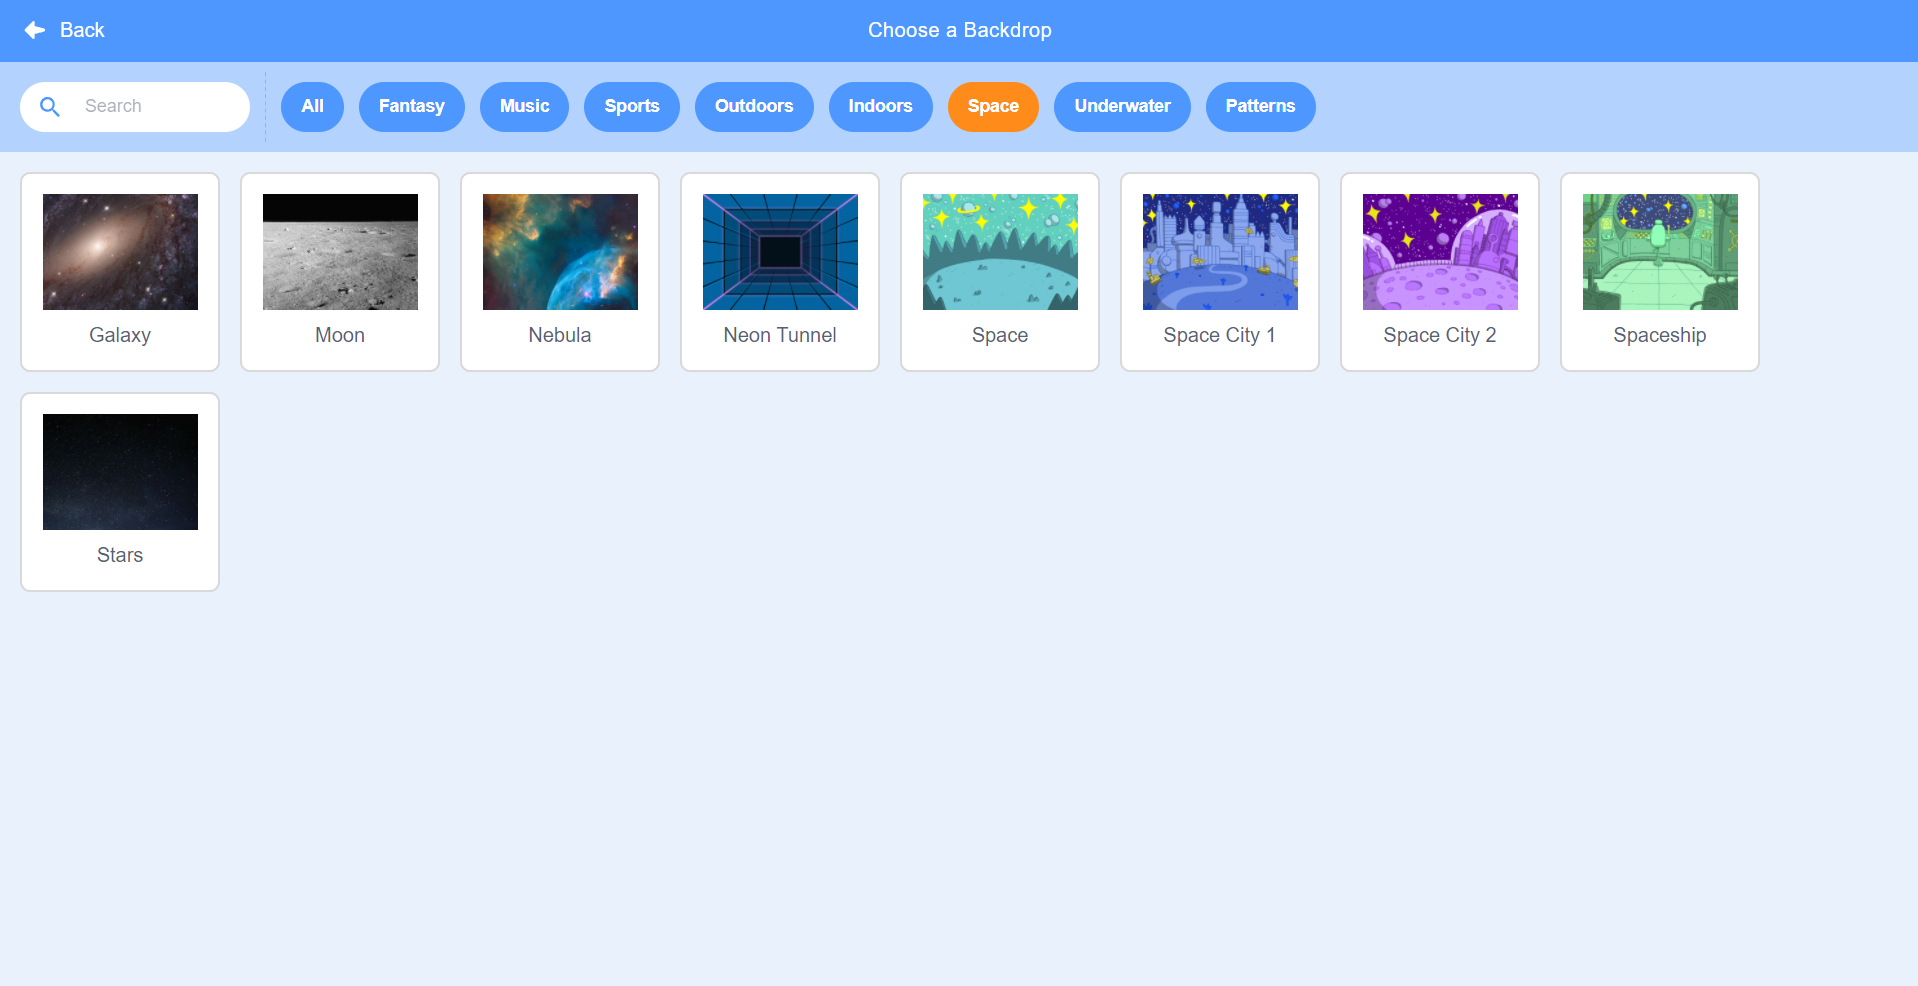 Back
Choose a Backdrop
Search
All
Fantasy
Music
Sports
Outdoors
Indoors
Space
Underwater
Patterns
Galaxy
Moon
Nebula
Neon Tunnel
Space
Space City 1
Space City 2
Spaceship
Stars